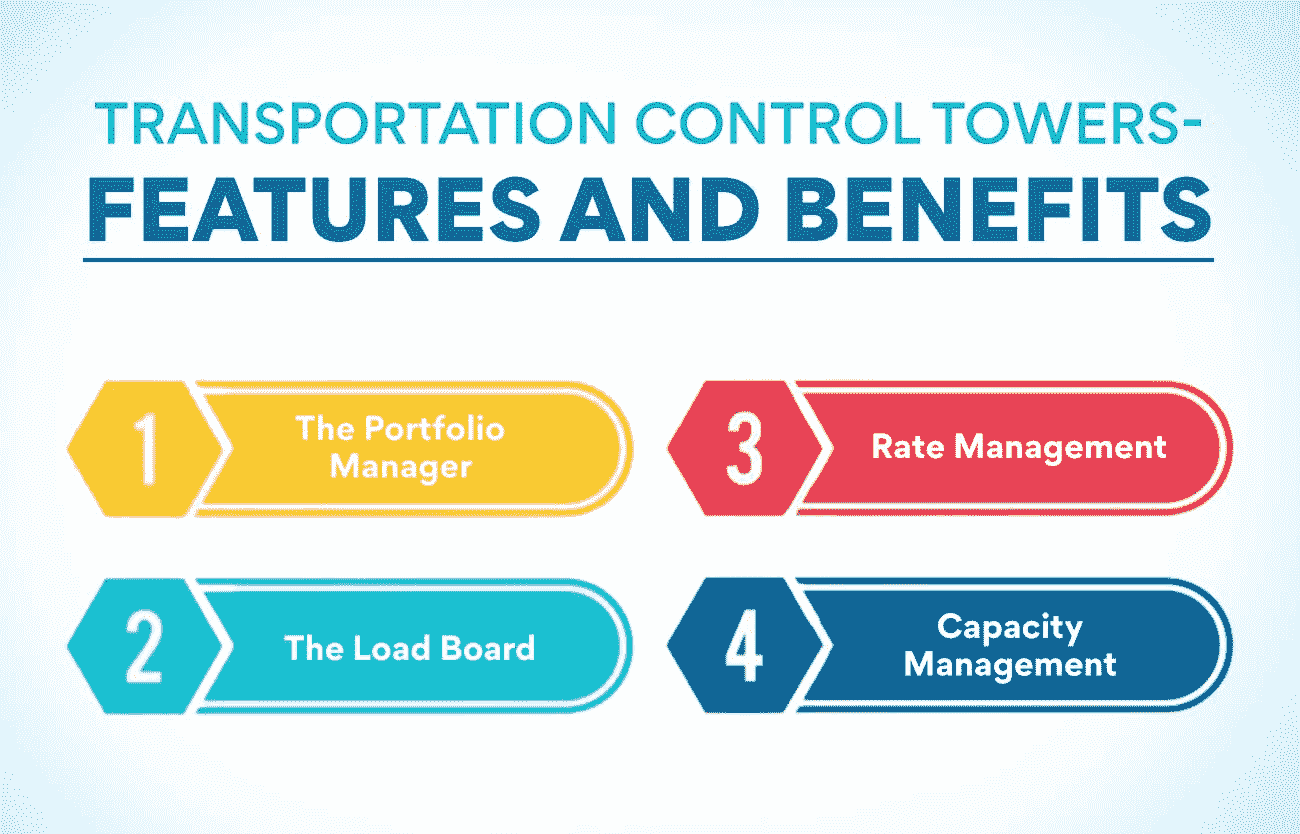 TRANSPORTATION CONTROL TOWERS-
FEATURES AND BENEFITS
1
The Portfolio
Manager
2
The Load Board
3
Rate Management
4
Capacity
Management